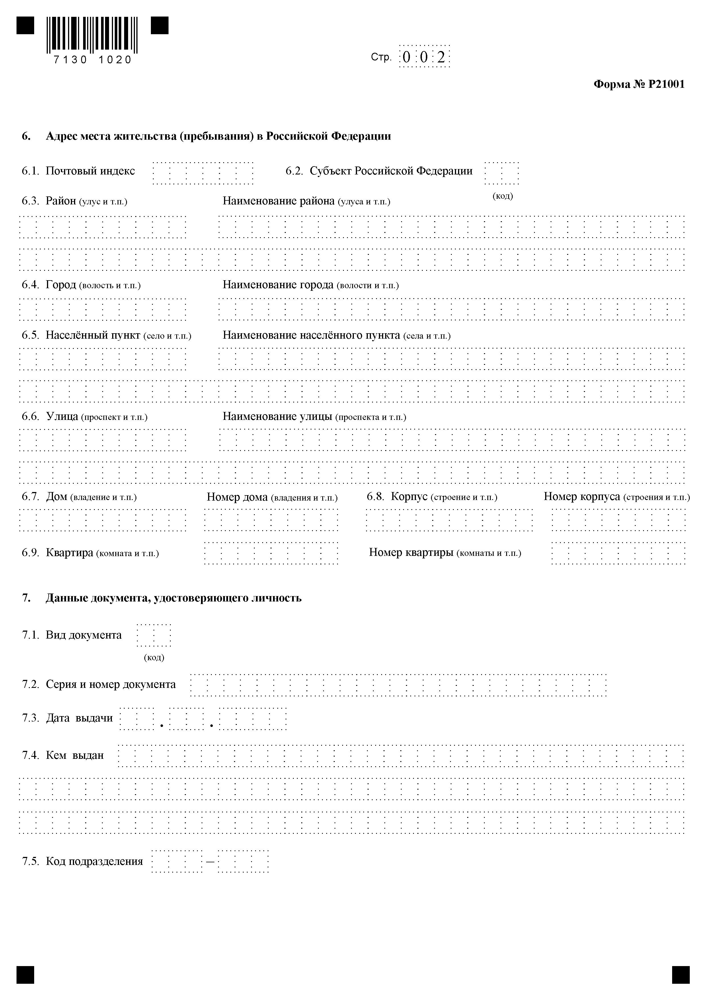 7130 1020
Стр. 002
Форма № Р21001
6. Адрес места жительства (пребывания) в Российской Федерации
6.1. Почтовый индекс 6.2. Субъект Российской Федерации
(код)
6.3. Район (улус и т.п.) Наименование района (улуса и т.п.)
6.4. Город (волость и т.п.) Наименование города (волости и т.п.)
6.5. Населённый пункт (село и т.п.) Наименование населённого пункта (села и т.п.)
6.6. Улица (проспект и т.п.) Наименование улицы (проспекта и т.п.)
6.7. Дом (владение и т.п.) Номер дома (владения и т.п.) 6.8. Корпус (строение и т.п.) Номер корпуса (строения и т.п.)
6.9. Квартира (комната и т.п.) Номер квартиры (комнаты и т.п.)
7. Данные документа, удостоверяющего личность
7.1. Вид документа
(код)
7.2. Серия и номер документа
7.3. Дата выдачи . .
7.4. Кем выдан
7.5. Код подразделения –